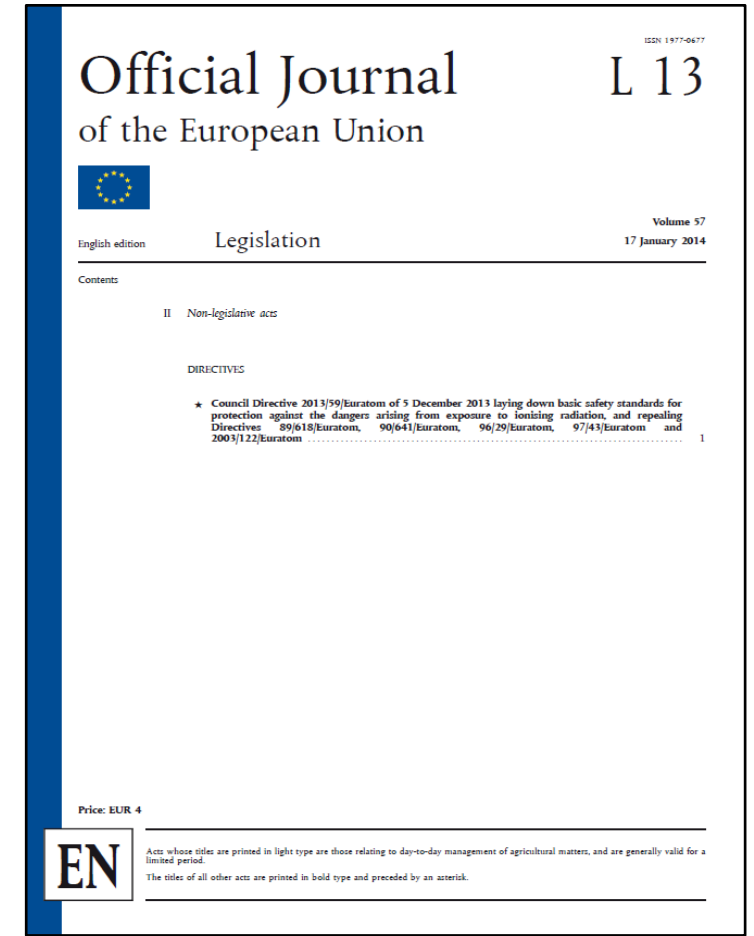 ISSN 1977-0677
Official Journal
L 13
of the European Union
Volume 57
English edition
Legislation
17 January 2014
Contents
II Non-legislative acts
DIRECTIVES
★ Council Directive 2013/59/Euratom of 5 December 2013 laying down basic safety standards for
protection against the dangers arising from exposure to ionising radiation, and repealing
Directives 89/618/Euratom, 90/641/Euratom, 96/29/Euratom, 97/43/Euratom and
2003/122/Euratom ........................................................................ 1
Price: EUR 4
EN
Acts whose titles are printed in light type are those relating to day-to-day management of agricultural matters, and are generally valid for a
limited period.
The titles of all other acts are printed in bold type and preceded by an asterisk.